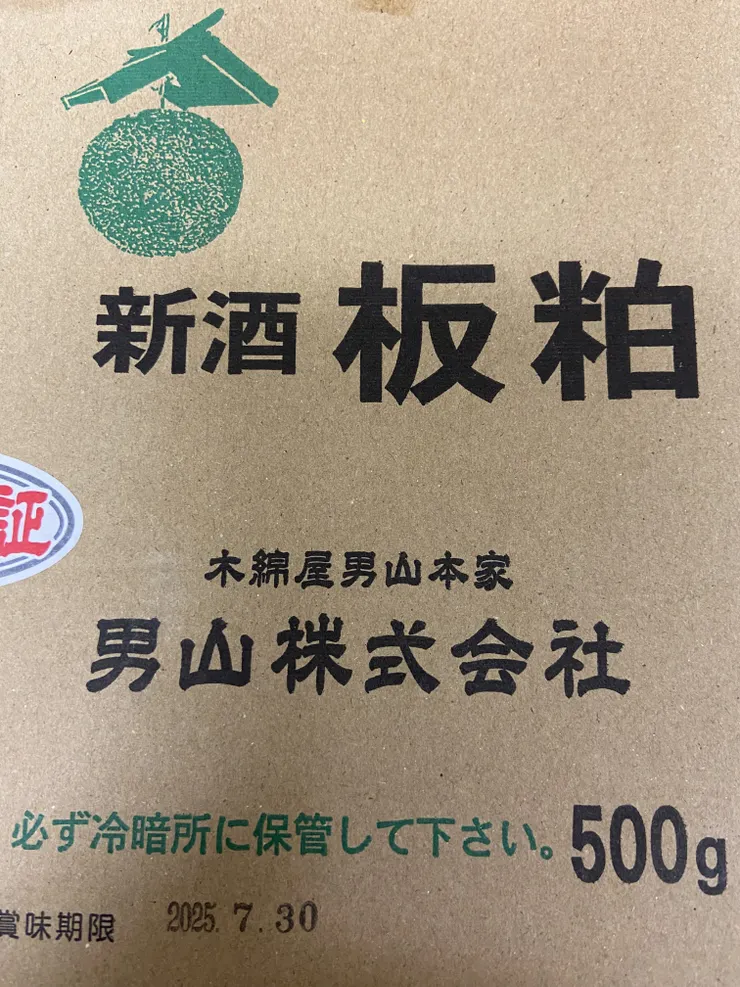 新酒 板粕
証
木綿屋男山本家
男山株式会社
必ず冷暗所に保管して下さい。 500g
賞味期限 2025. 7. 30